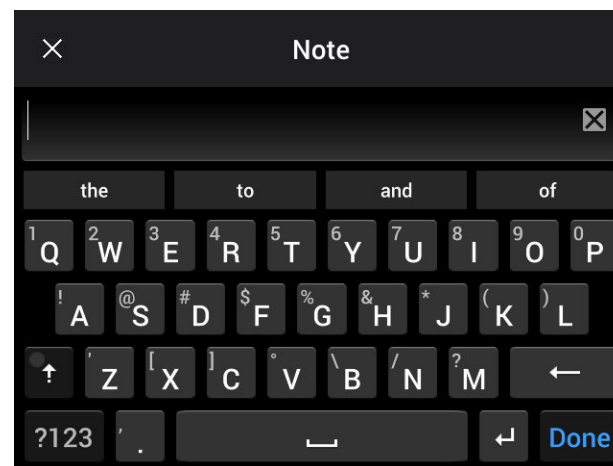 Note
the to and of
1 Q 2 W 3 E 4 R 5 T 6 Y 7 U 8 I 9 O 0 P
! A @ S # D $ F % G & H * J ( K ) L
' Z [ X ] C ° V \ B / N ? M
?123 ' . Done